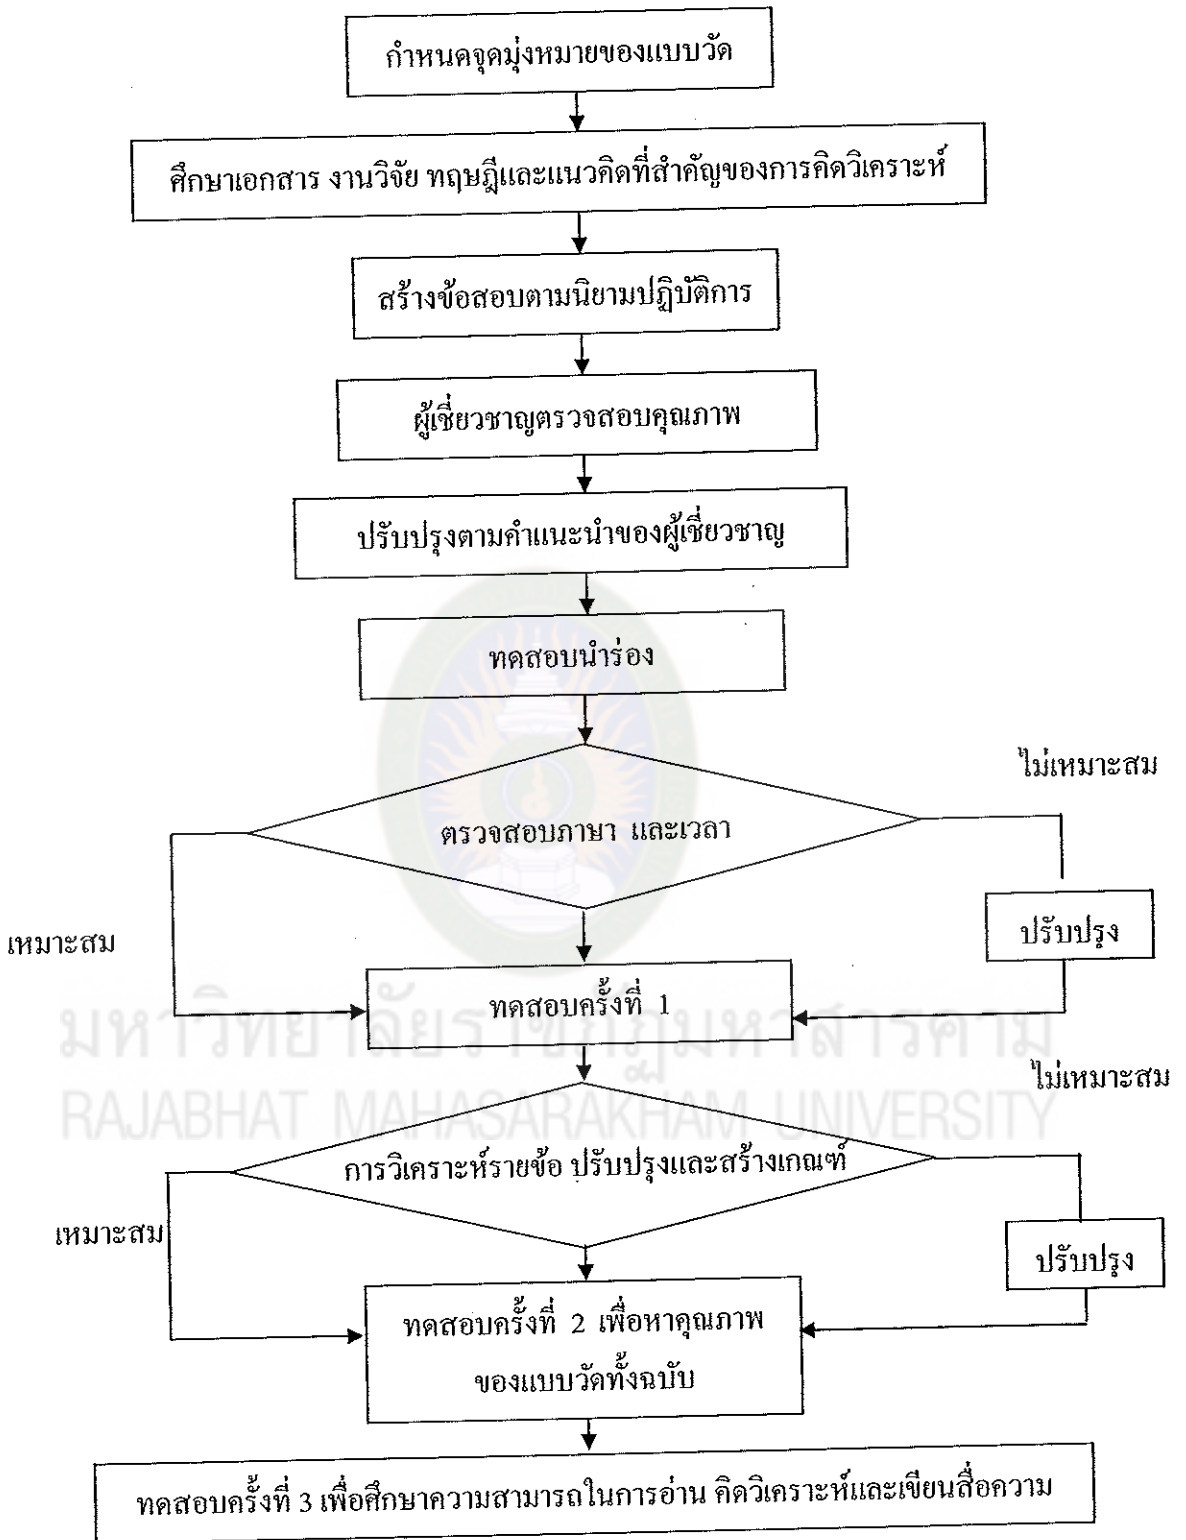 กำหนดจุดมุ่งหมายของแบบวัด
ศึกษาเอกสาร งานวิจัย ทฤษฎีและแนวคิดที่สำคัญของการคิดวิเคราะห์
สร้างข้อสอบตามนิยามปฏิบัติการ
ผู้เชี่ยวชาญตรวจสอบคุณภาพ
ปรับปรุงตามคำแนะนำของผู้เชี่ยวชาญ
ทดสอบนำร่อง
ไม่เหมาะสม
ตรวจสอบภาษา และเวลา
เหมาะสม
ปรับปรุง
ทดสอบครั้งที่ 1
มหาวิทยาลัยราชภัฏมหาสารคาม
RAJABHAT MAHASARAKHAM UNIVERSITY
ไม่เหมาะสม
การวิเคราะห์รายข้อ ปรับปรุงและสร้างเกณฑ์
เหมาะสม
ปรับปรุง
ทดสอบครั้งที่ 2 เพื่อหาคุณภาพ
ของแบบวัดทั้งฉบับ
ทดสอบครั้งที่ 3 เพื่อศึกษาความสามารถในการอ่าน คิดวิเคราะห์และเขียนสื่อความ